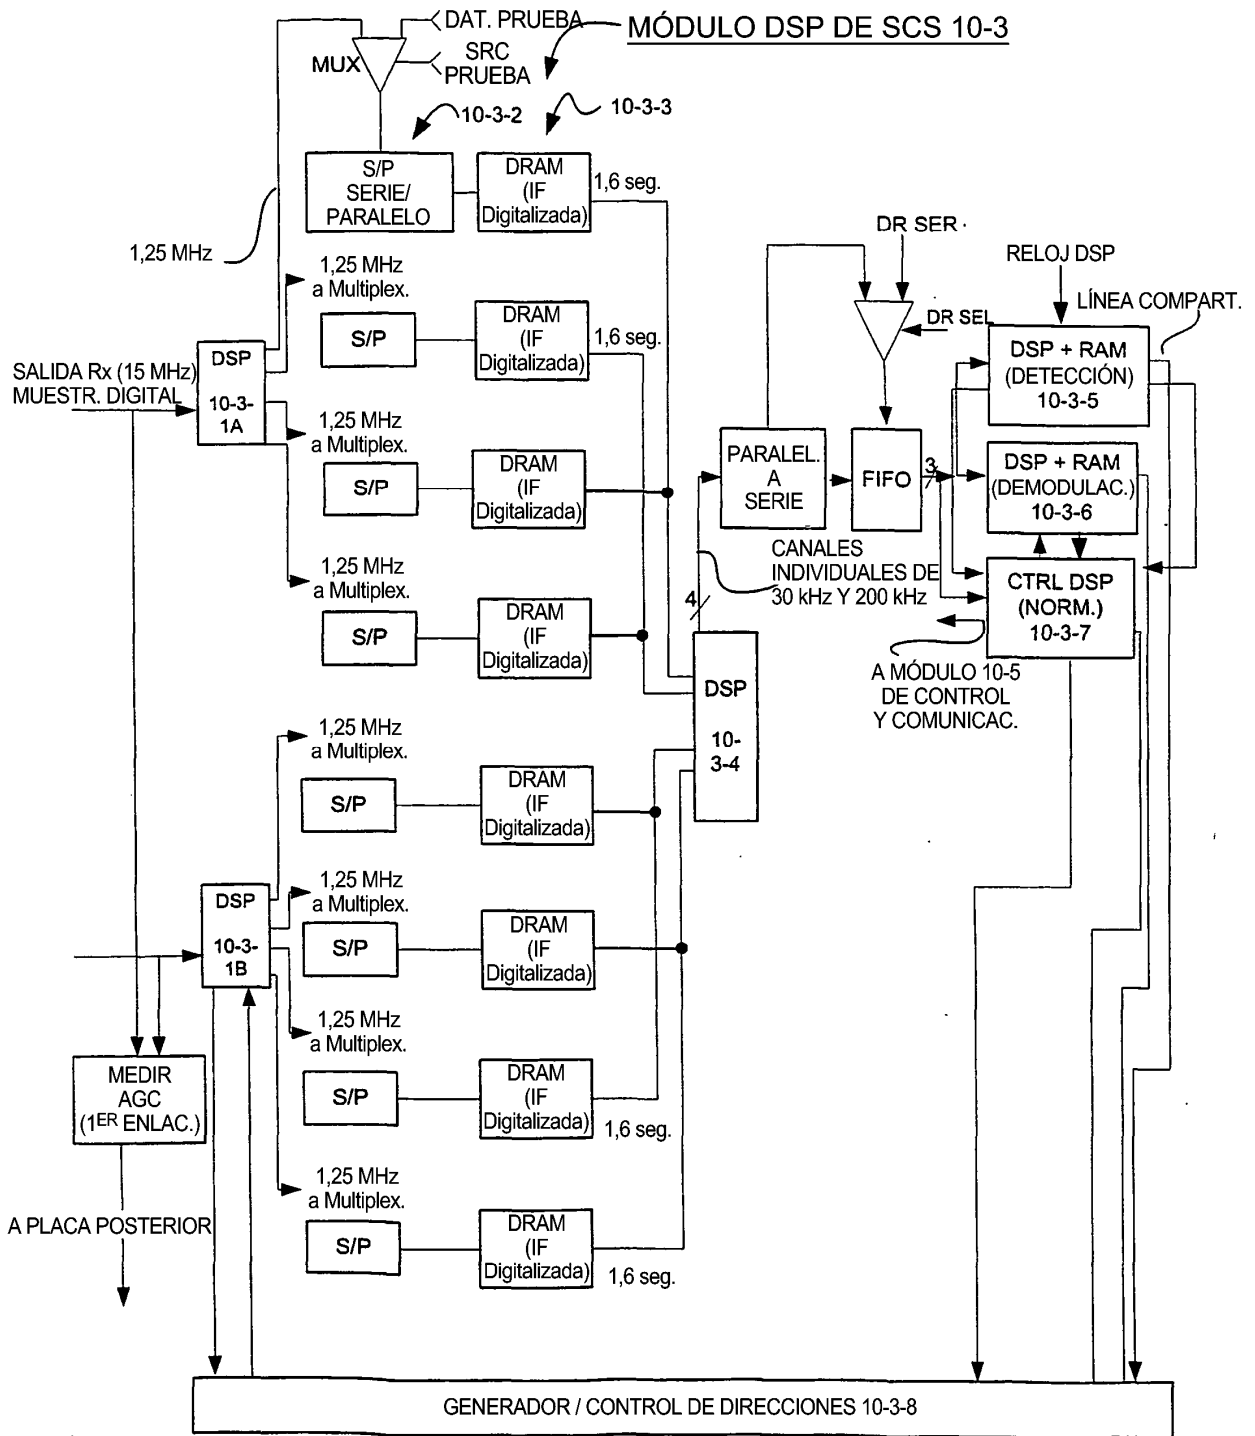 DAT. PRUEBA
MÓDULO DSP DE SCS 10-3
MUX
SRC
PRUEBA
10-3-2
10-3-3
S/P
SERIE/
PARALELO
DRAM
(IF
Digitalizada)
1,6 seg.
1,25 MHz
1,25 MHz
a Multiplex.
S/P
DRAM
(IF
Digitalizada)
1,6 seg.
DR SER
RELOJ DSP
LÍNEA COMPART.
DR SEL
DSP + RAM
(DETECCIÓN)
10-3-5
SALIDA Rx (15 MHz)
MUESTR. DIGITAL
DSP
10-3-
1A
1,25 MHz
a Multiplex.
S/P
DRAM
(IF
Digitalizada)
PARALEL.
A
SERIE
FIFO
3
DSP + RAM
(DEMODULAC.)
10-3-6
CANALES
INDIVIDUALES DE
30 kHz Y 200 kHz
4
CTRL DSP
(NORM.)
10-3-7
1,25 MHz
a Multiplex.
S/P
DRAM
(IF
Digitalizada)
DSP
10-
3-4
A MÓDULO 10-5
DE CONTROL
Y COMUNICAC.
1,25 MHz
a Multiplex.
S/P
DRAM
(IF
Digitalizada)
DSP
10-3-
1B
1,25 MHz
a Multiplex.
S/P
DRAM
(IF
Digitalizada)
1,25 MHz
a Multiplex.
S/P
DRAM
(IF
Digitalizada)
1,6 seg.
MEDIR
AGC
(1ER ENLAC.)
1,25 MHz
a Multiplex.
S/P
DRAM
(IF
Digitalizada)
1,6 seg.
A PLACA POSTERIOR
GENERADOR / CONTROL DE DIRECCIONES 10-3-8